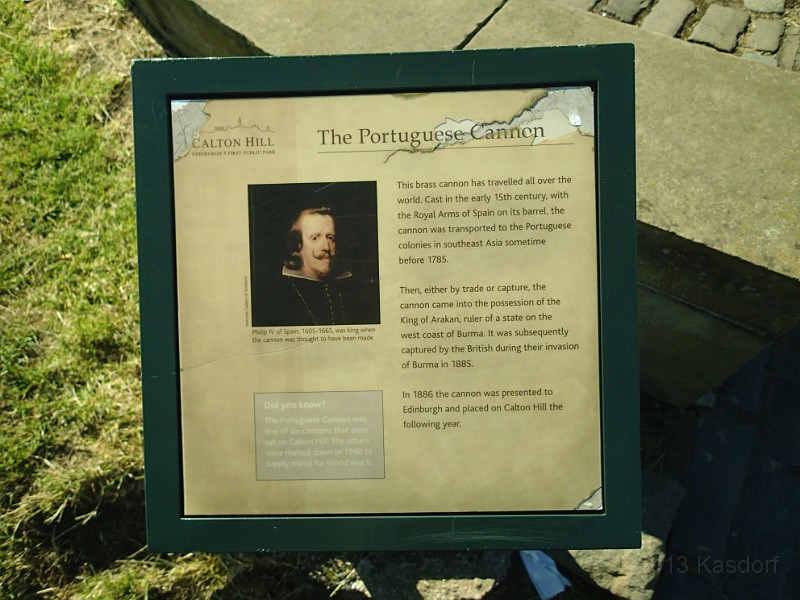 CALTON HILL
EDINBURGH'S FIRST PUBLIC PARK
The Portuguese Cannon
This brass cannon has travelled all over the
world. Cast in the early 15th century, with
the Royal Arms of Spain on its barrel, the
cannon was transported to the Portuguese
colonies in southeast Asia sometime
before 1785.
Then, either by trade or capture, the
cannon came into the possession of the
King of Arakan, ruler of a state on the
west coast of Burma. It was subsequently
captured by the British during their invasion
of Burma in 1885.
In 1886 the cannon was presented to
Edinburgh and placed on Calton Hill the
following year.
National Gallery of Scotland
Philip IV of Spain, 1605-1665, was king when
the cannon was thought to have been made
Did you know?
The Portuguese Cannon was
one of six cannons that once
sat on Calton Hill. The others
were melted down in 1940 to
supply metal for World War II.
13 Kasdorf